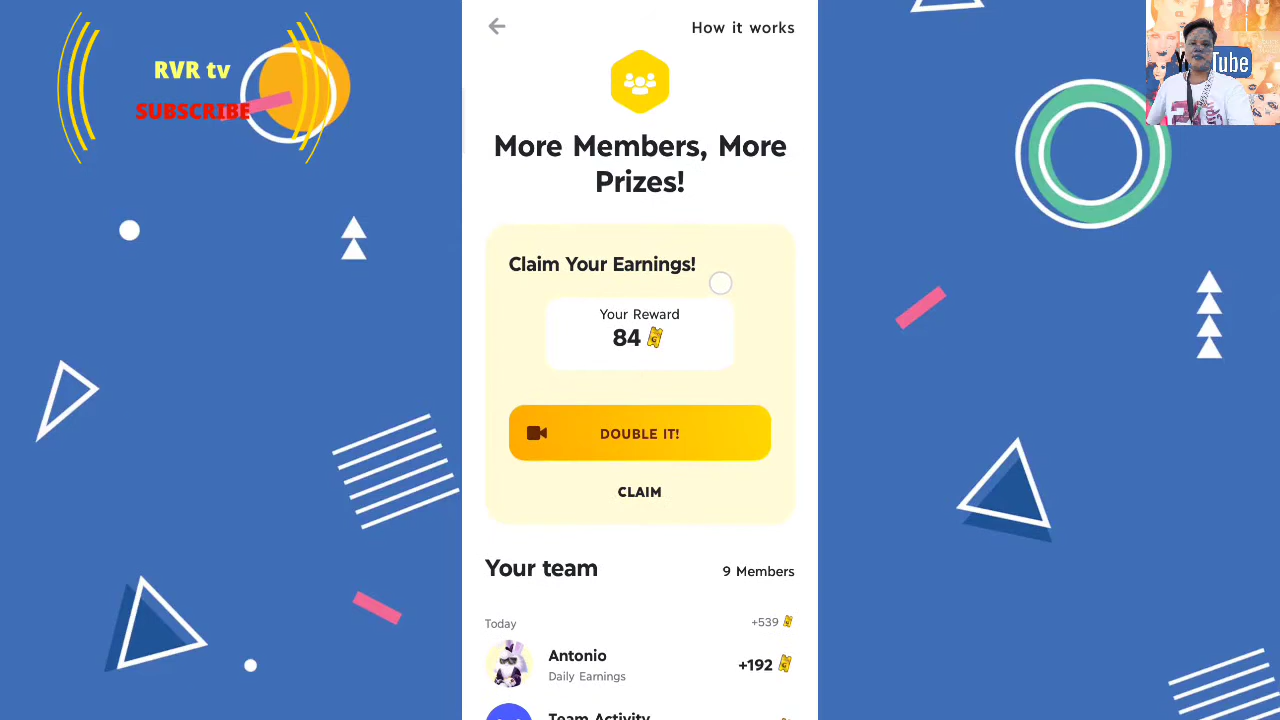 RVR tv
SUBSCRIBE
How it works
YouTube
More Members, More
Prizes!
Claim Your Earnings!
Your Reward
84
DOUBLE IT!
CLAIM
Your team
9 Members
Today
+539
Antonio
+192
Daily Earnings
Team Activity